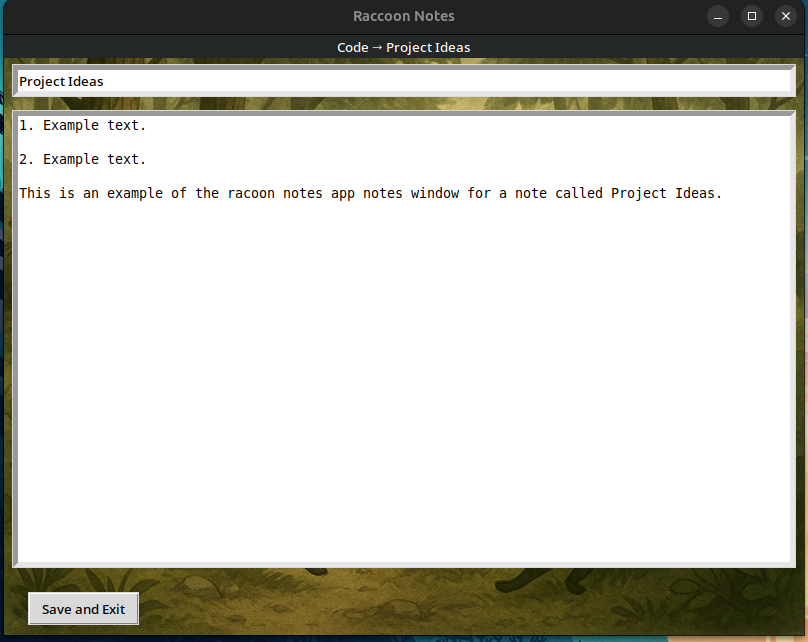 Raccoon Notes
Code → Project Ideas
Project Ideas
1. Example text.
2. Example text.
This is an example of the racoon notes app notes window for a note called Project Ideas.
Save and Exit